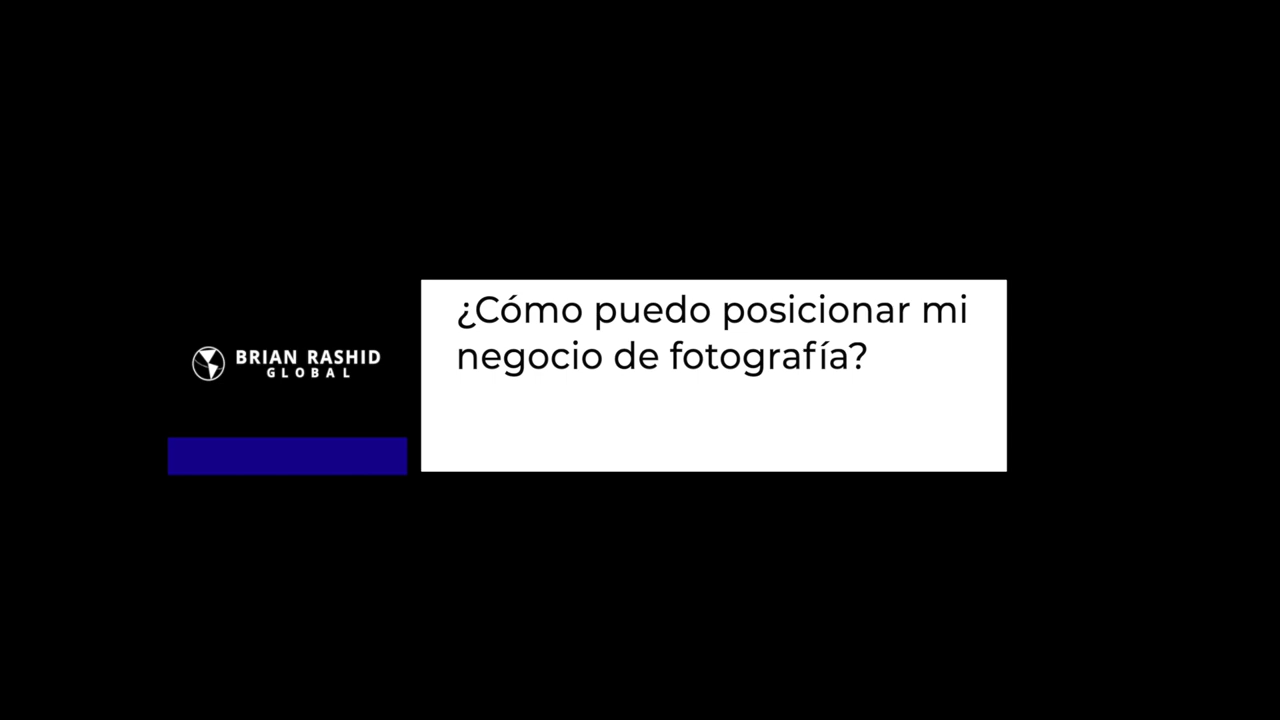 BRIAN RASHID
GLOBAL
¿Cómo puedo posicionar mi
negocio de fotografía?